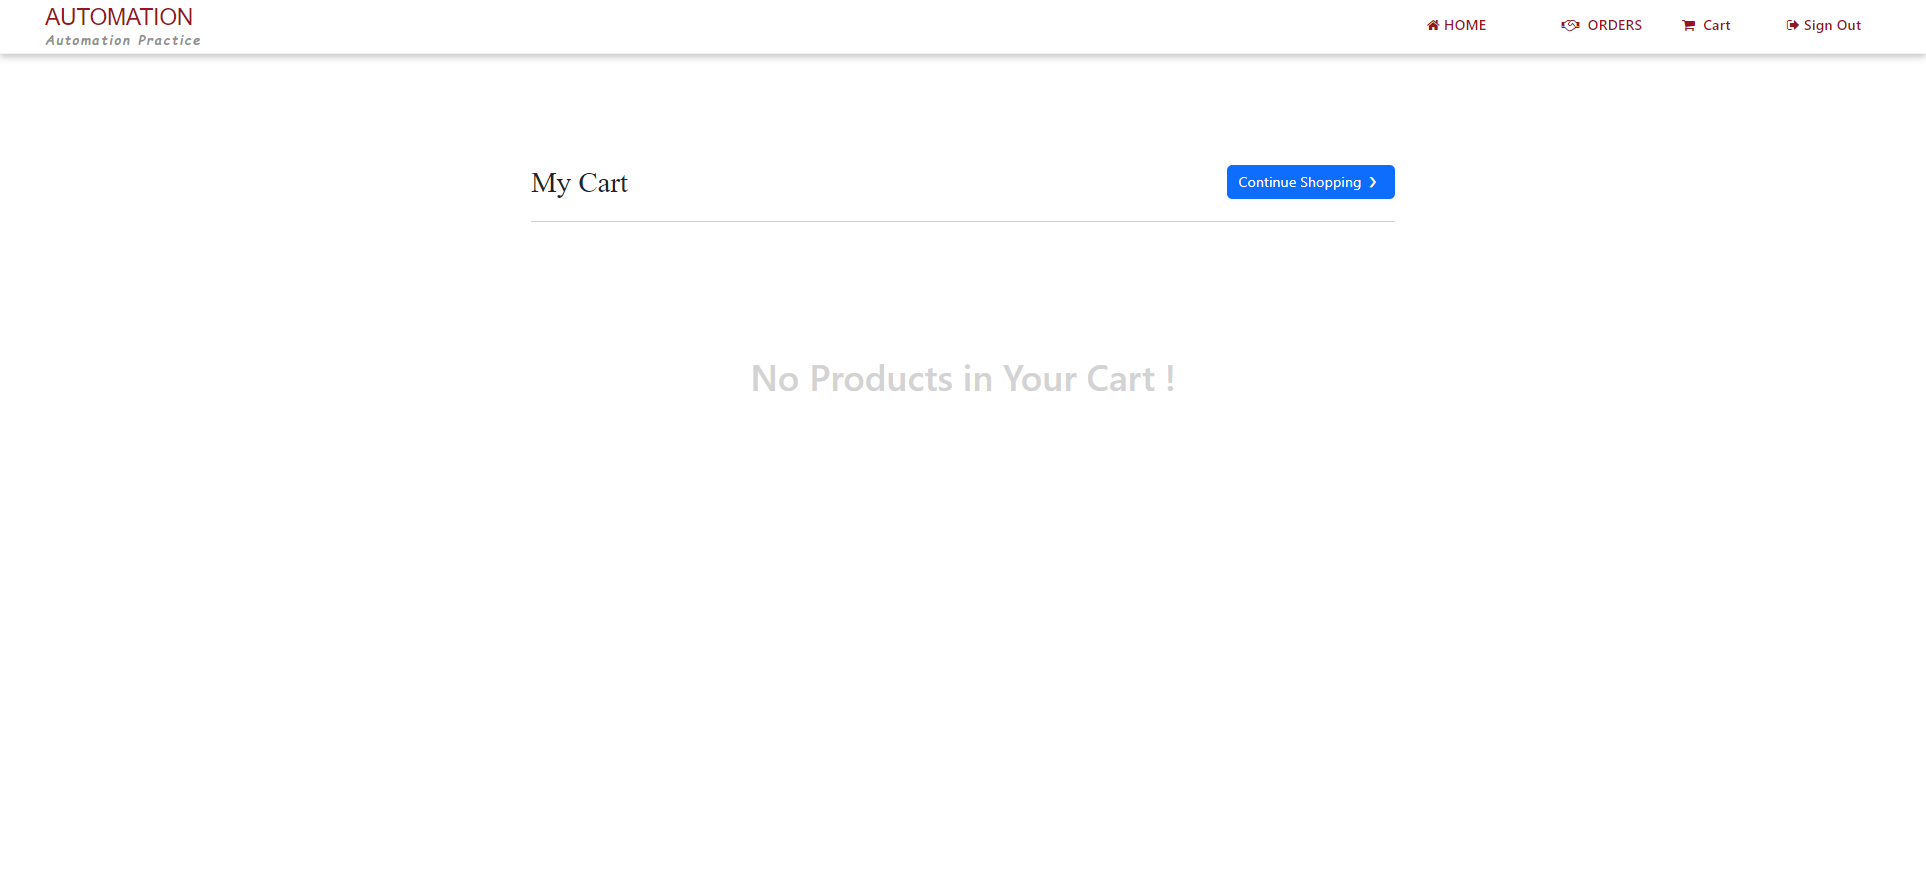 AUTOMATION
Automation Practice
HOME
ORDERS
Cart
Sign Out
My Cart
Continue Shopping
No Products in Your Cart !